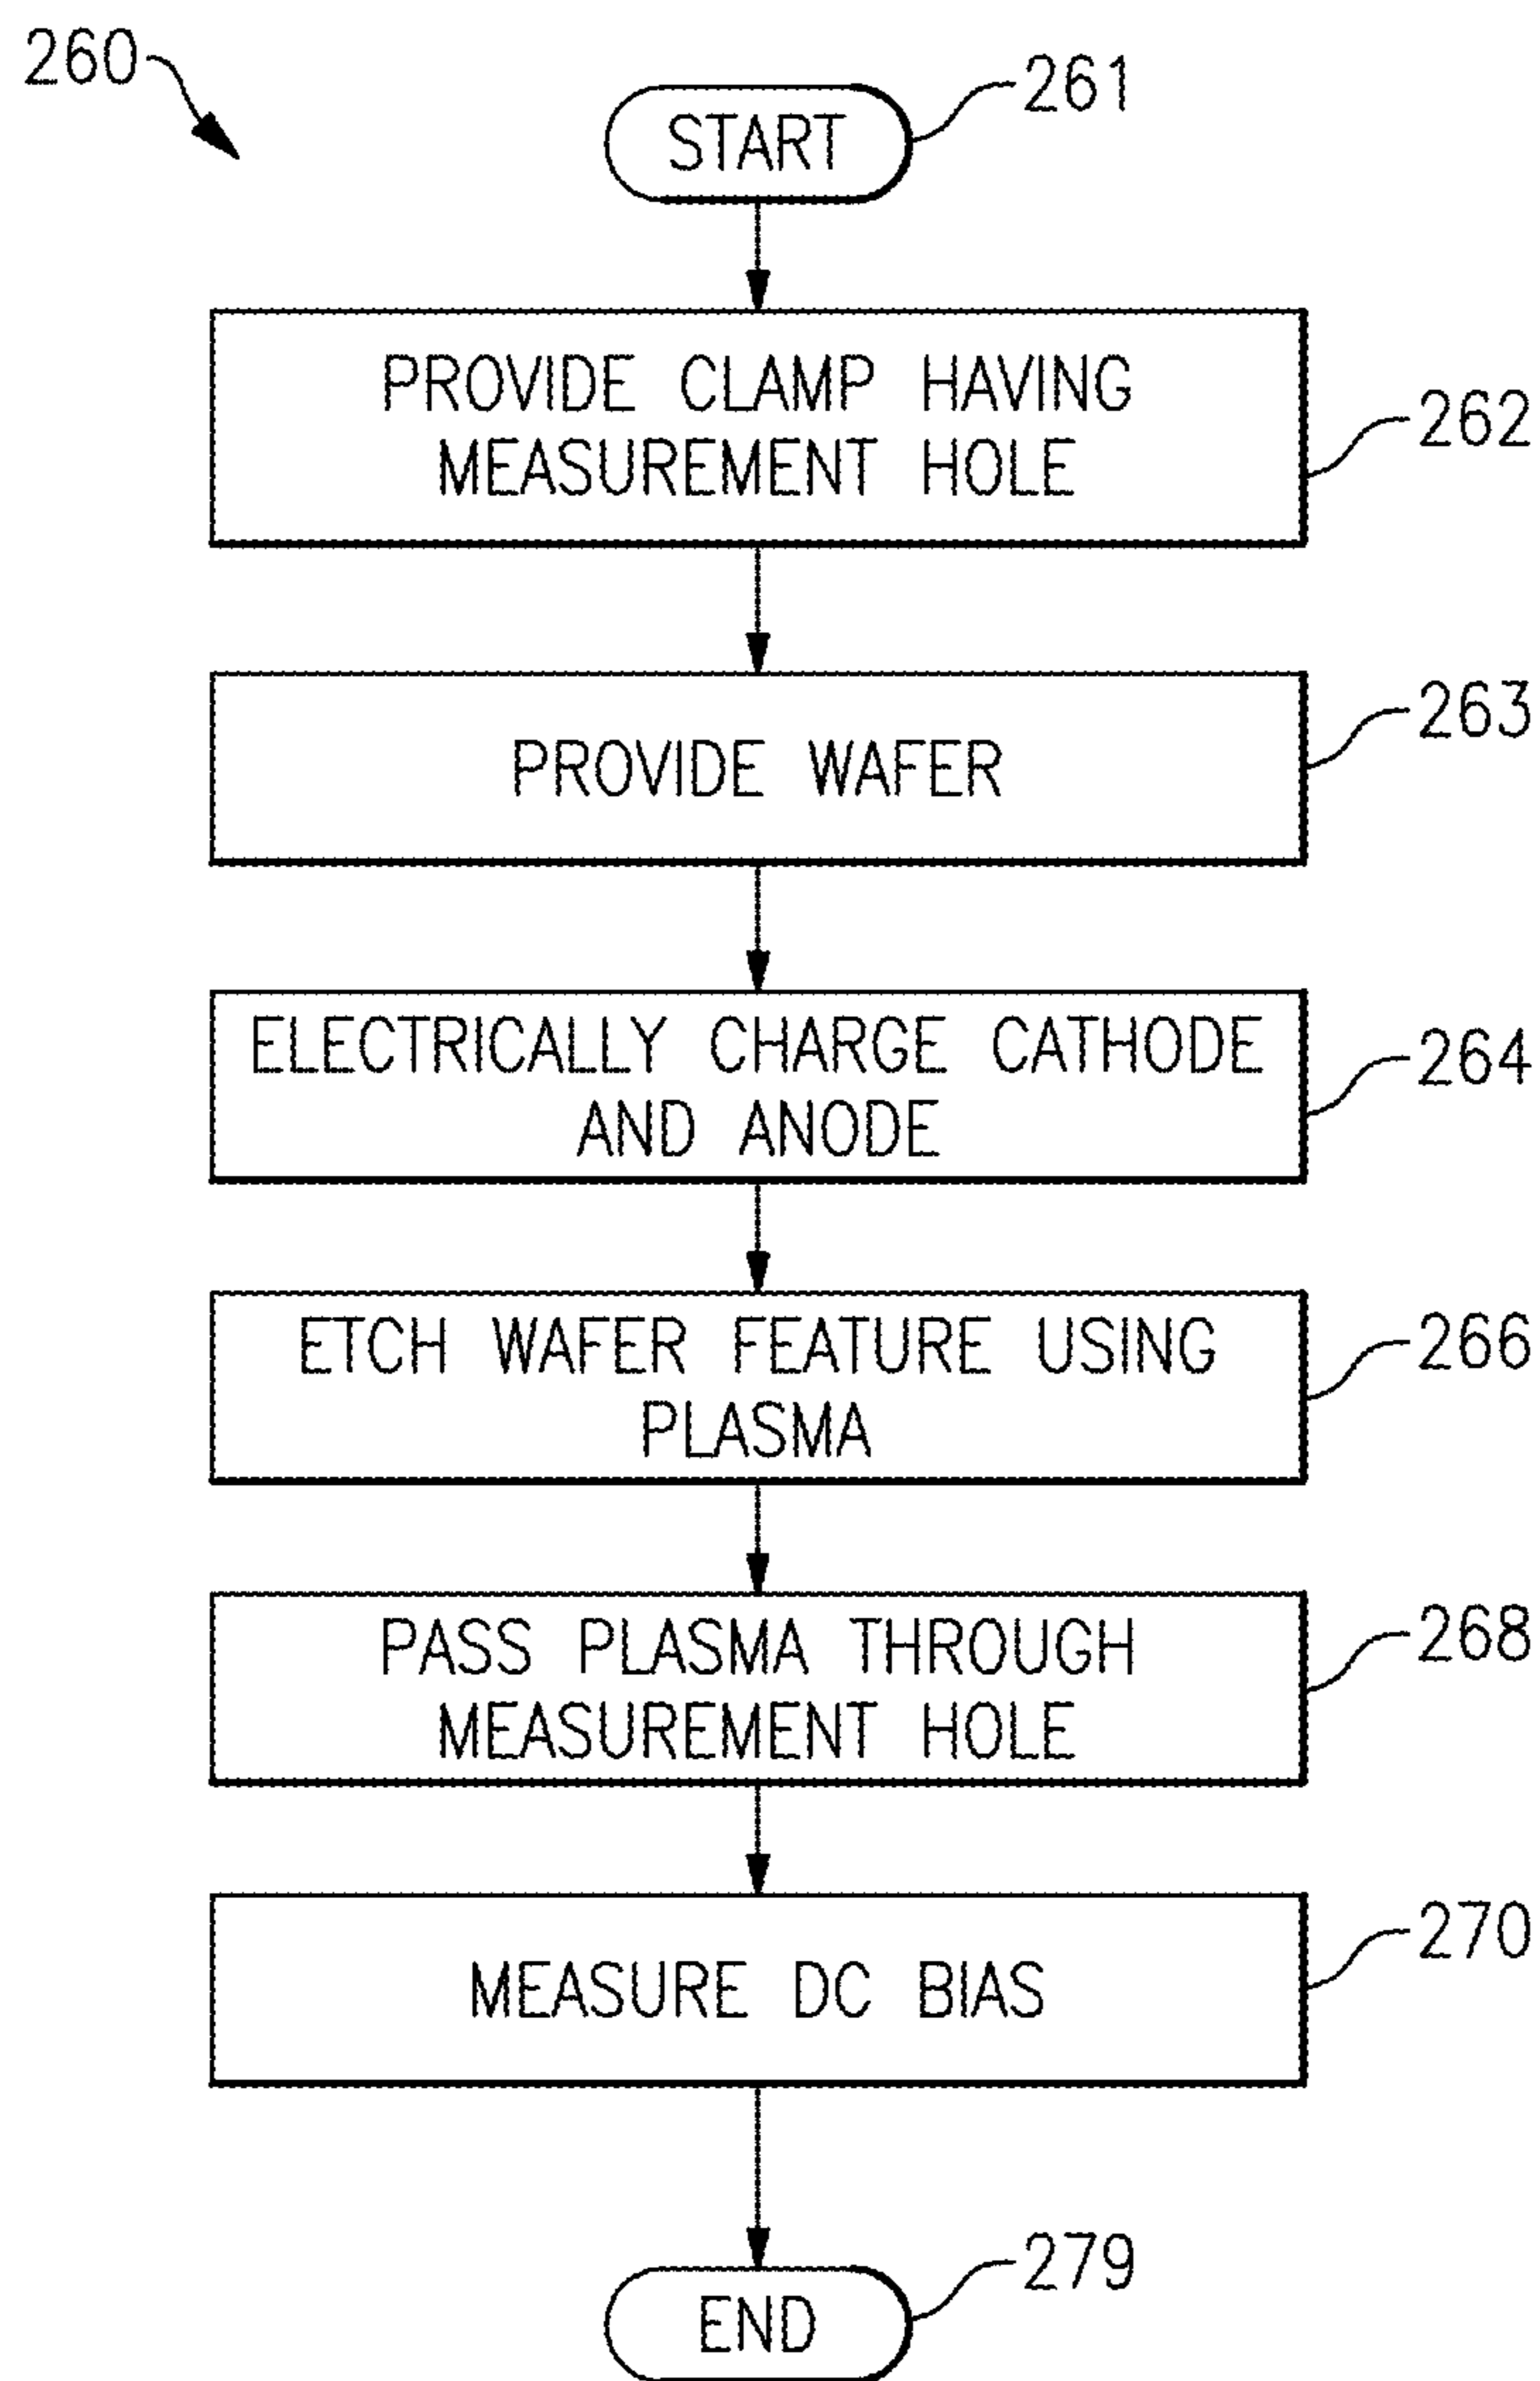 260
START
261
PROVIDE CLAMP HAVING
MEASUREMENT HOLE
262
PROVIDE WAFER
263
ELECTRICALLY CHARGE CATHODE
AND ANODE
264
ETCH WAFER FEATURE USING
PLASMA
266
PASS PLASMA THROUGH
MEASUREMENT HOLE
268
MEASURE DC BIAS
270
END
279